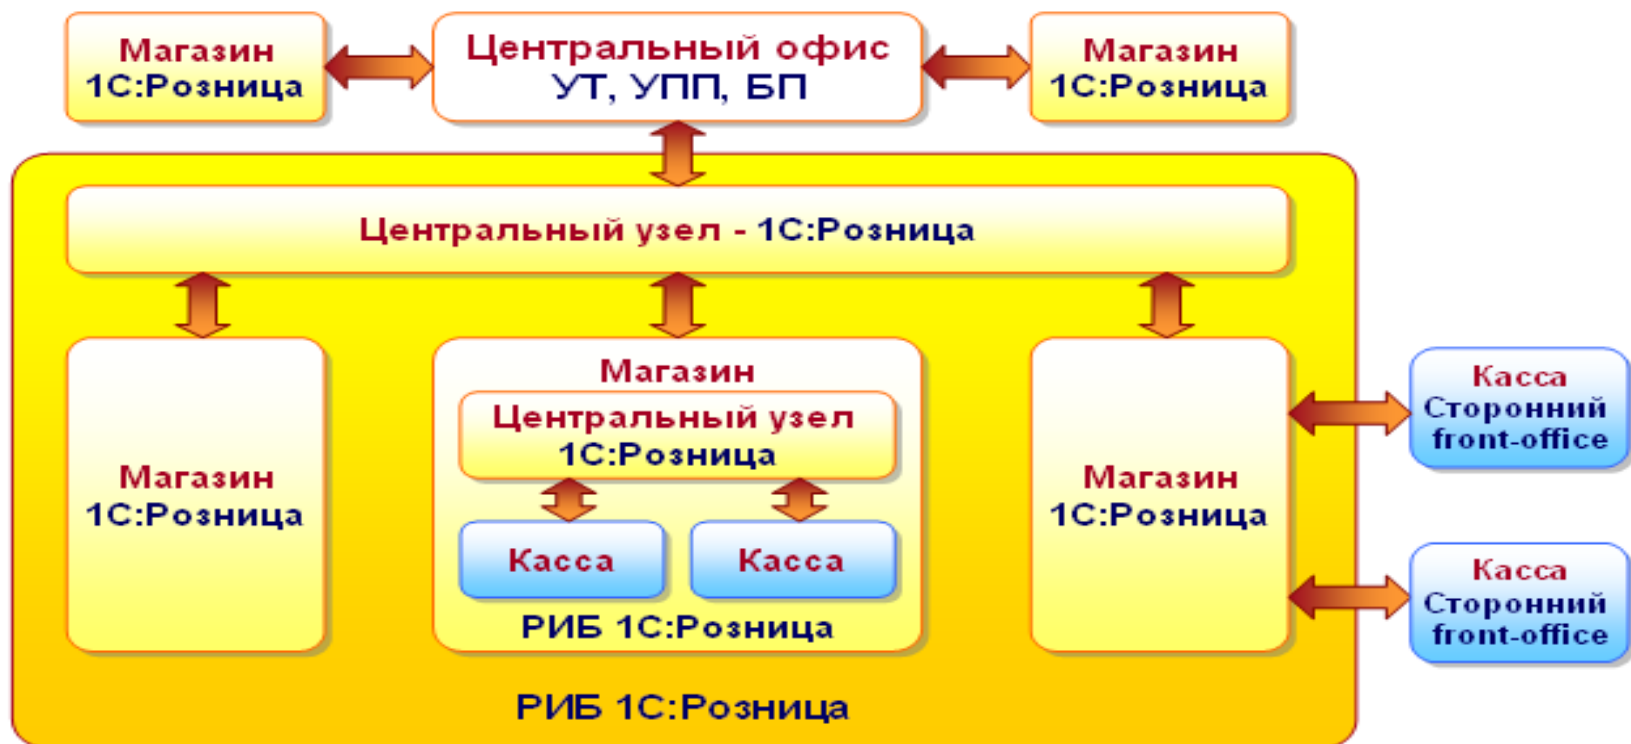 Магазин
1С:Розница
Центральный офис
УТ, УПП, БП
Магазин
1С:Розница
Центральный узел - 1С:Розница
Магазин
1С:Розница
Магазин
Центральный узел
1С:Розница
Касса
Касса
РИБ 1С:Розница
Магазин
1С:Розница
Касса
Сторонний
front-office
Касса
Сторонний
front-office
РИБ 1С:Розница